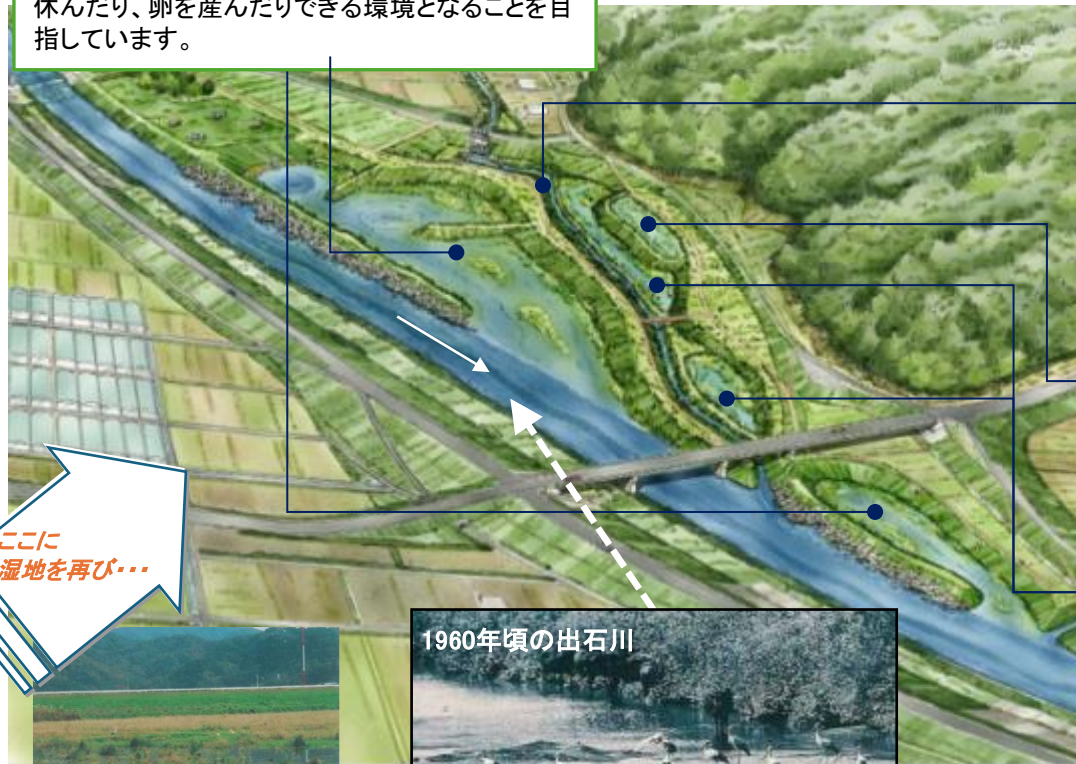 休んだり、卵を産んだりできる環境となることを目
指しています。
ここに
湿地を再び・・・
1960年頃の出石川